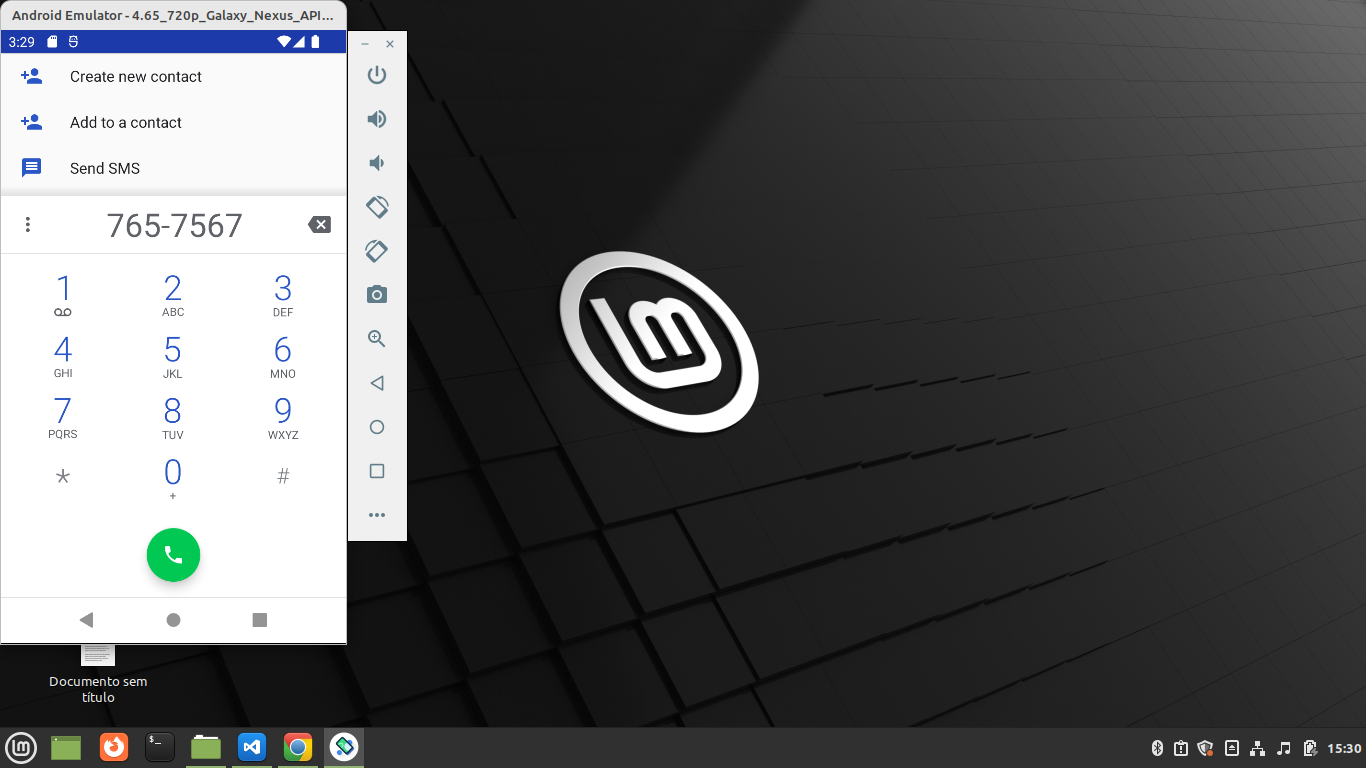 Android Emulator - 4.65_720p_Galaxy_Nexus_API...
3:29
Create new contact
Add to a contact
Send SMS
765-7567
1
2
ABC
3
DEF
4
GHI
5
JKL
6
MNO
7
PQRS
8
TUV
9
WXYZ
*
0
+
#
Documento sem
título
$_
15:30